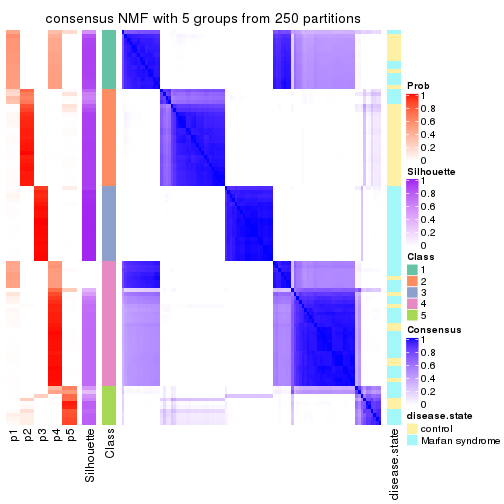 consensus NMF with 5 groups from 250 partitions
Prob
1
0.8
0.6
0.4
0.2
0
Silhouette
1
0.8
0.6
0.4
0.2
0
Class
1
2
3
4
5
Consensus
1
0.8
0.6
0.4
0.2
0
disease.state
control
Marfan syndrome
p1
p2
p3
p4
p5
Silhouette
Class
disease.state